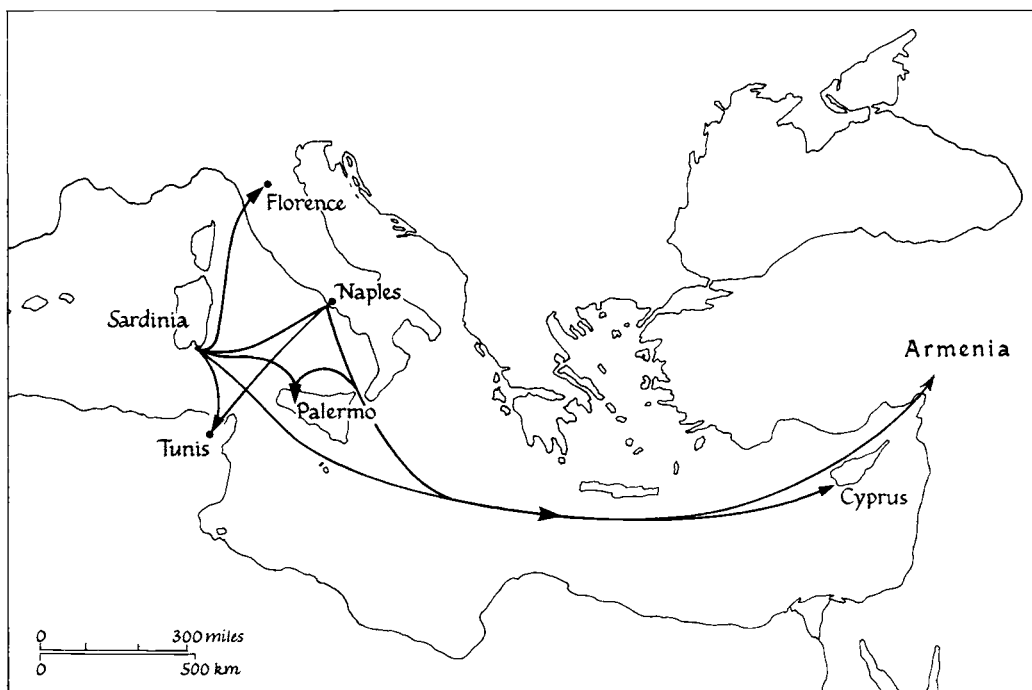 Florence
Naples
Sardinia
Armenia
Palermo
Tunis
Cyprus
0 300 miles
0 500 km